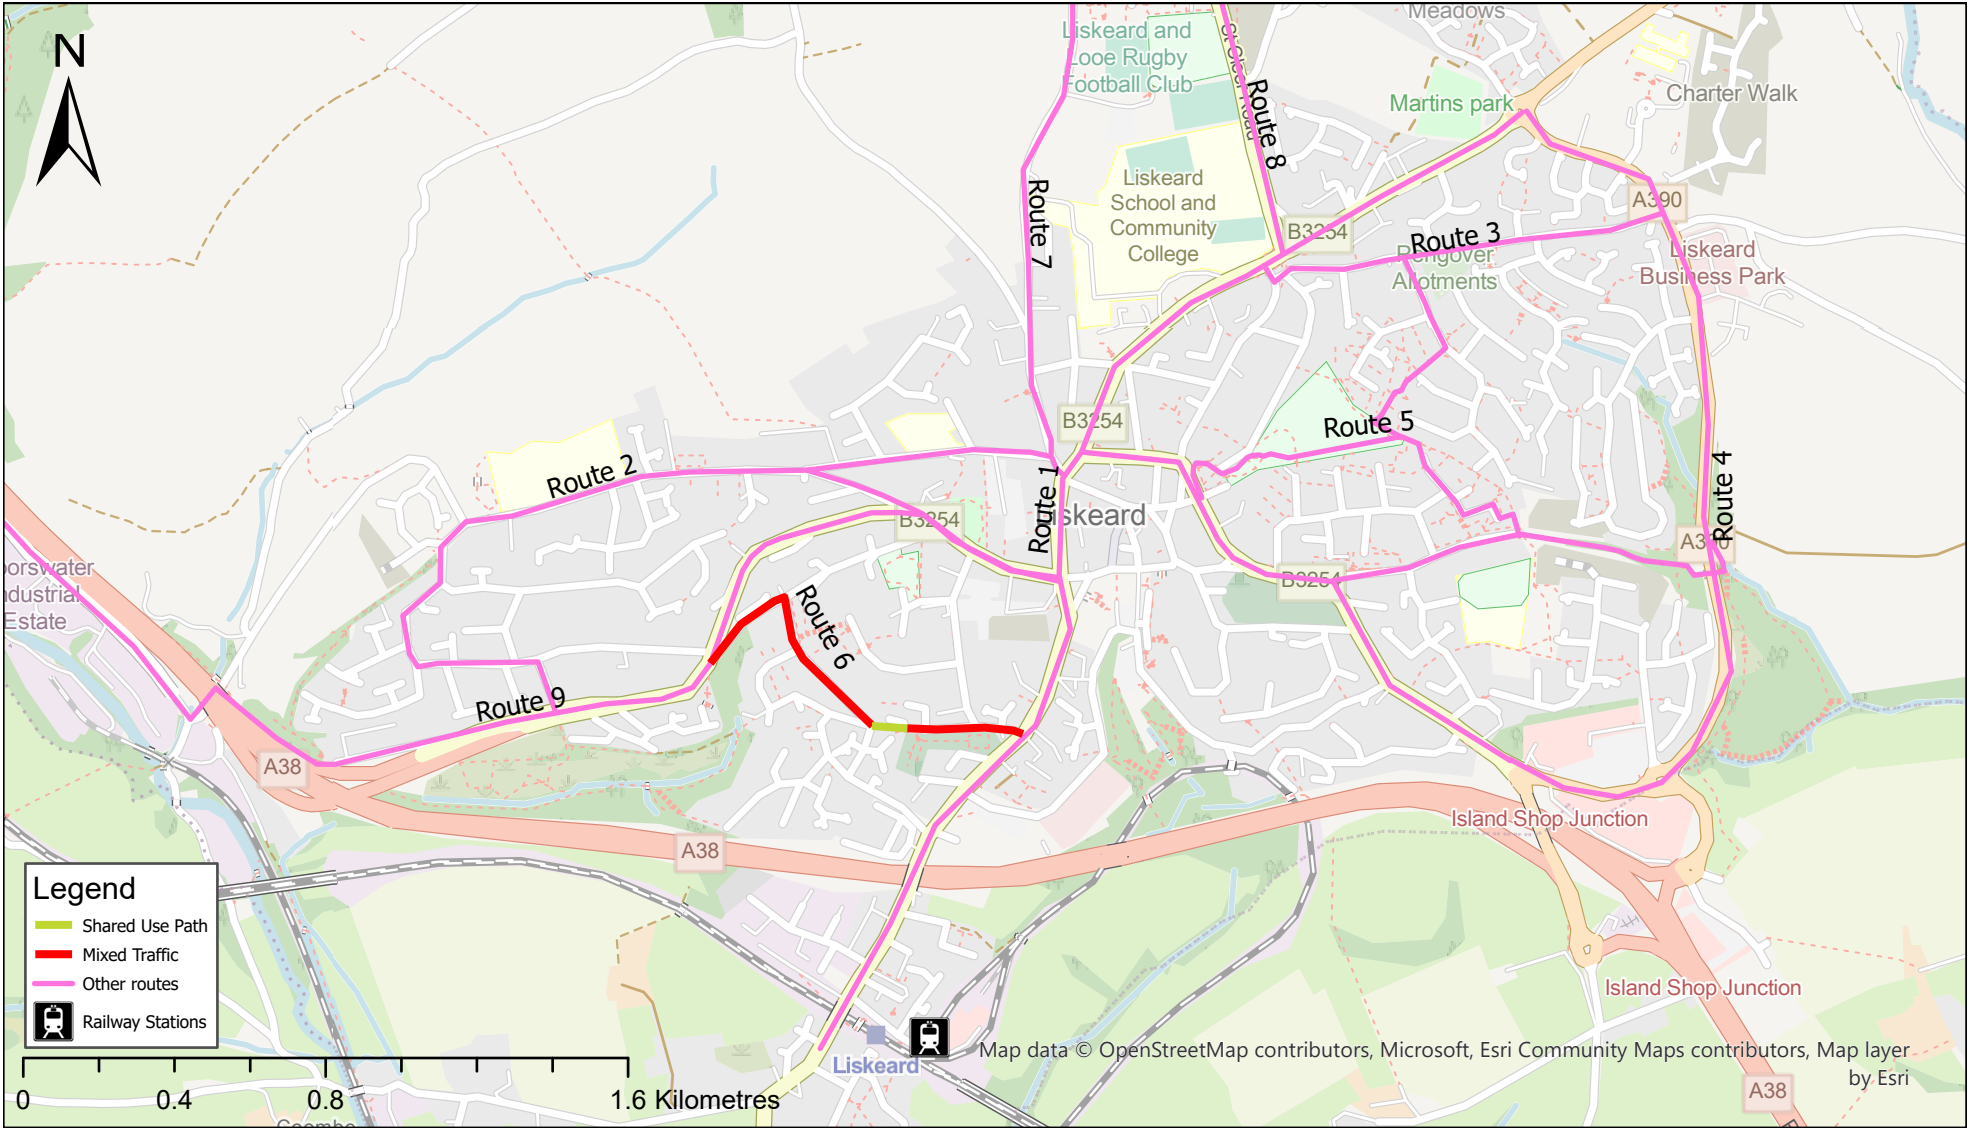 N
Liskeard and
Looe Rugby
Football Club
Meadows
Route 8
Martins park
Charter Walk
Liskeard
School and
Community
College
Route 7
B3254
A390
Route 3
Allotments
Liskeard
Business Park
B3254
Route 5
Route 2
Route 1
Route 4
B3254
B3254
Route 6
Route 9
A38
A38
Island Shop Junction
Island Shop Junction
A38
Legend
Shared Use Path
Mixed Traffic
Other routes
Railway Stations
Liskeard
0 0.4 0.8 1.6 Kilometres
Map data © OpenStreetMap contributors, Microsoft, Esri Community Maps contributors, Map layer
by Esri